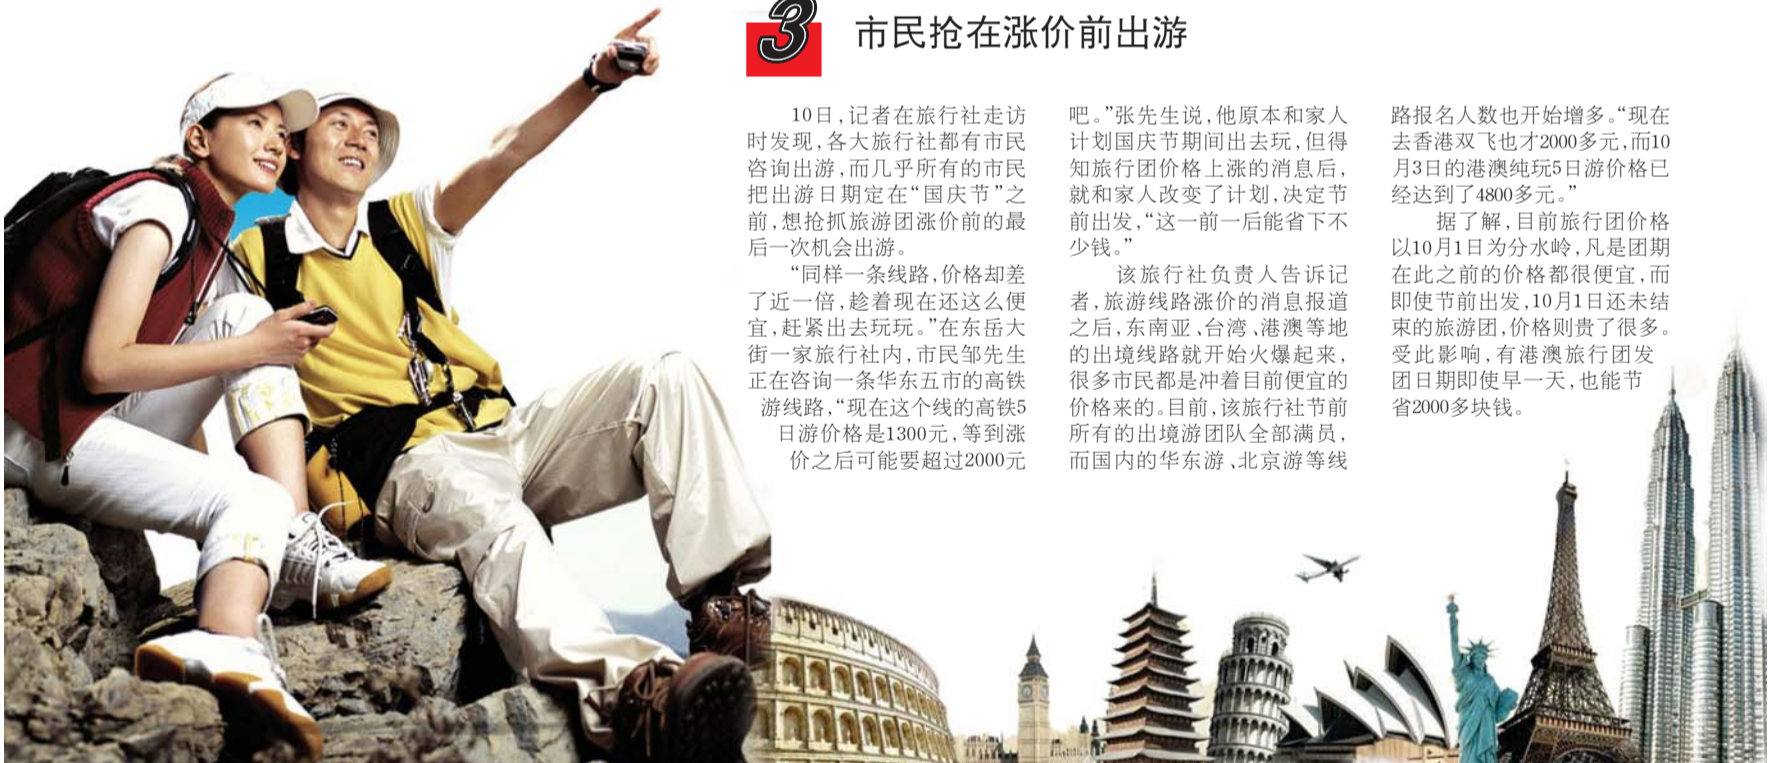 3
市民抢在涨价前出游
10日，记者在旅行社走访
时发现，各大旅行社都有市民
咨询出游，而几乎所有的市民
把出游日期定在“国庆节”之
前，想抢抓旅游团涨价前的最
后一次机会出游。
“同样一条线路，价格却差
了近一倍，趁着现在还这么便
宜，赶紧出去玩玩。”在东岳大
街一家旅行社内，市民邹先生
正在咨询一条华东五市的高铁
游线路，“现在这个线的高铁5
日游价格是1300元，等到涨
价之后可能要超过2000元
吧。”张先生说，他原本和家人
计划国庆节期间出去玩，但得
知旅行团价格上涨的消息后，
就和家人改变了计划，决定节
前出发，“这一前一后能省下不
少钱。”
该旅行社负责人告诉记
者，旅游线路涨价的消息报道
之后，东南亚、台湾、港澳等地
的出境线路就开始火爆起来，
很多市民都是冲着目前便宜的
价格来的。目前，该旅行社节前
所有的出境游团队全部满员，
而国内的华东游、北京游等线
路报名人数也开始增多。“现在
去香港双飞也才2000多元，而10
月3日的港澳纯玩5日游价格已
经达到了4800多元。”
据了解，目前旅行团价格
以10月1日为分水岭，凡是团期
在此之前的价格都很便宜，而
即使节前出发，10月1日还未结
束的旅游团，价格则贵了很多。
受此影响，有港澳旅行团发
团日期即使早一天，也能节
省2000多块钱。